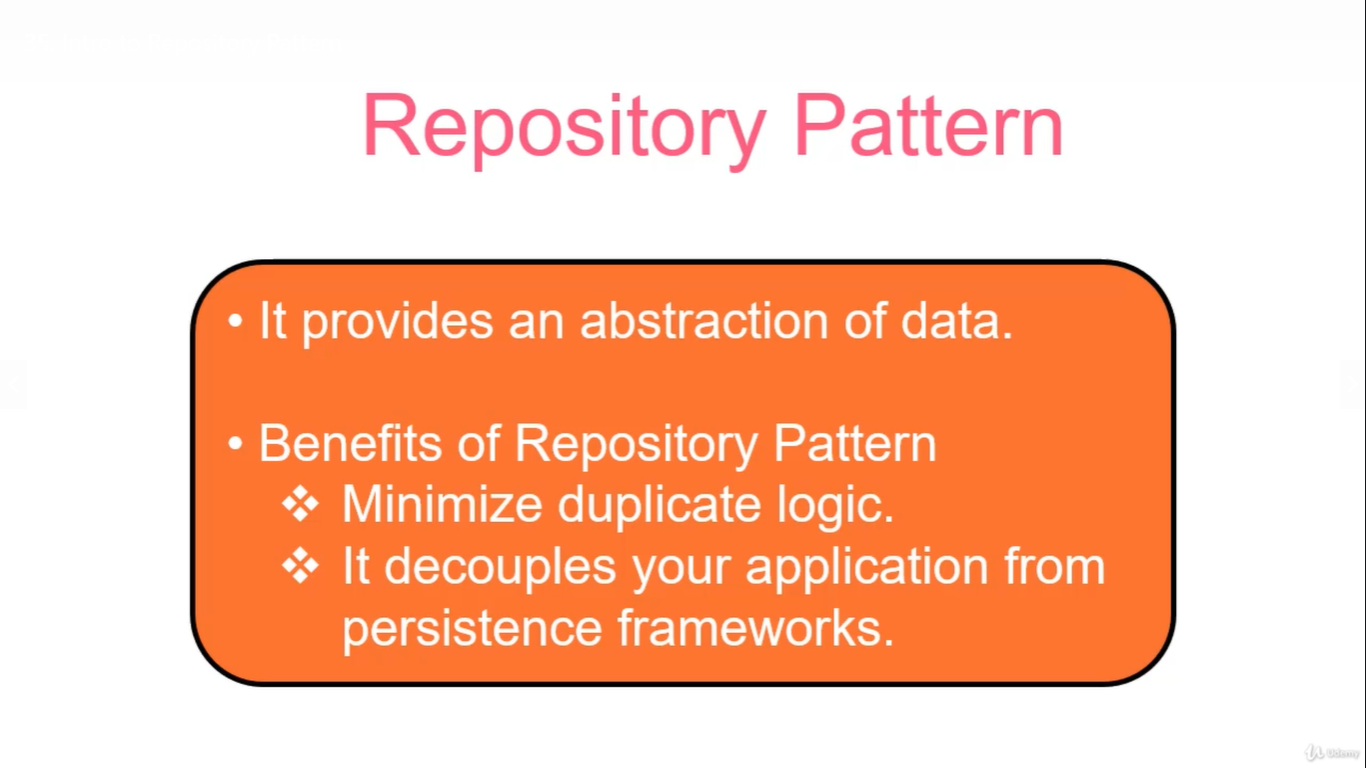 Repository Pattern
• It provides an abstraction of data.
• Benefits of Repository Pattern
❖ Minimize duplicate logic.
❖ It decouples your application from
persistence frameworks.
Udemy